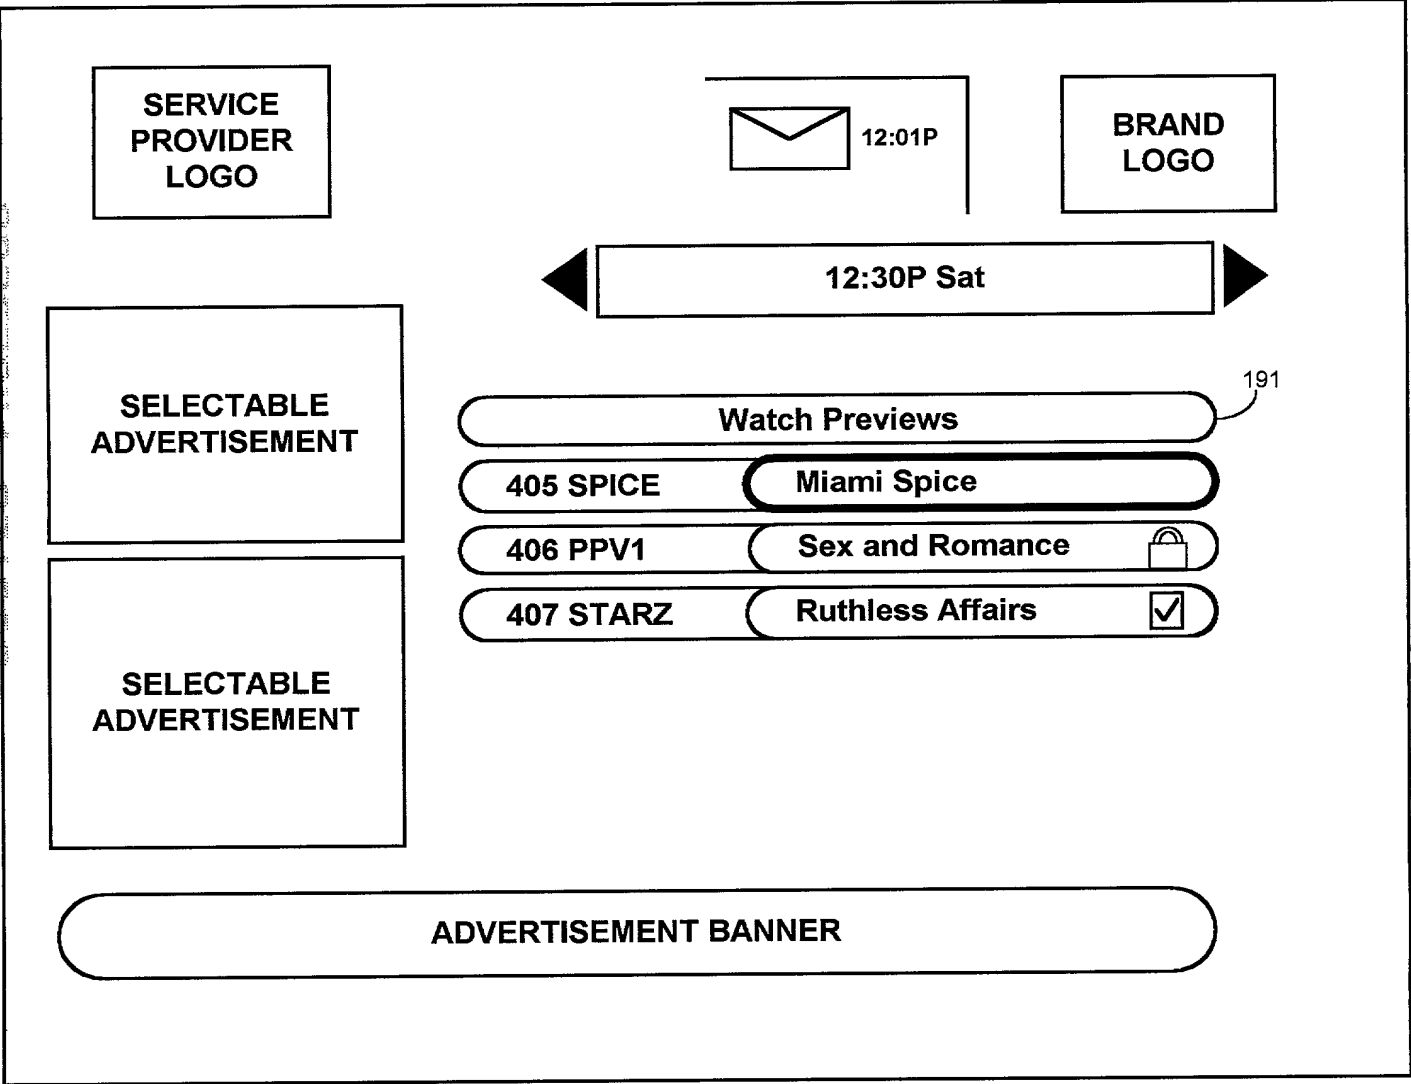 SERVICE
PROVIDER
LOGO
12:01P
BRAND
LOGO
12:30P Sat
SELECTABLE
ADVERTISEMENT
191
Watch Previews
405 SPICE Miami Spice
406 PPV1 Sex and Romance
407 STARZ Ruthless Affairs
SELECTABLE
ADVERTISEMENT
ADVERTISEMENT BANNER